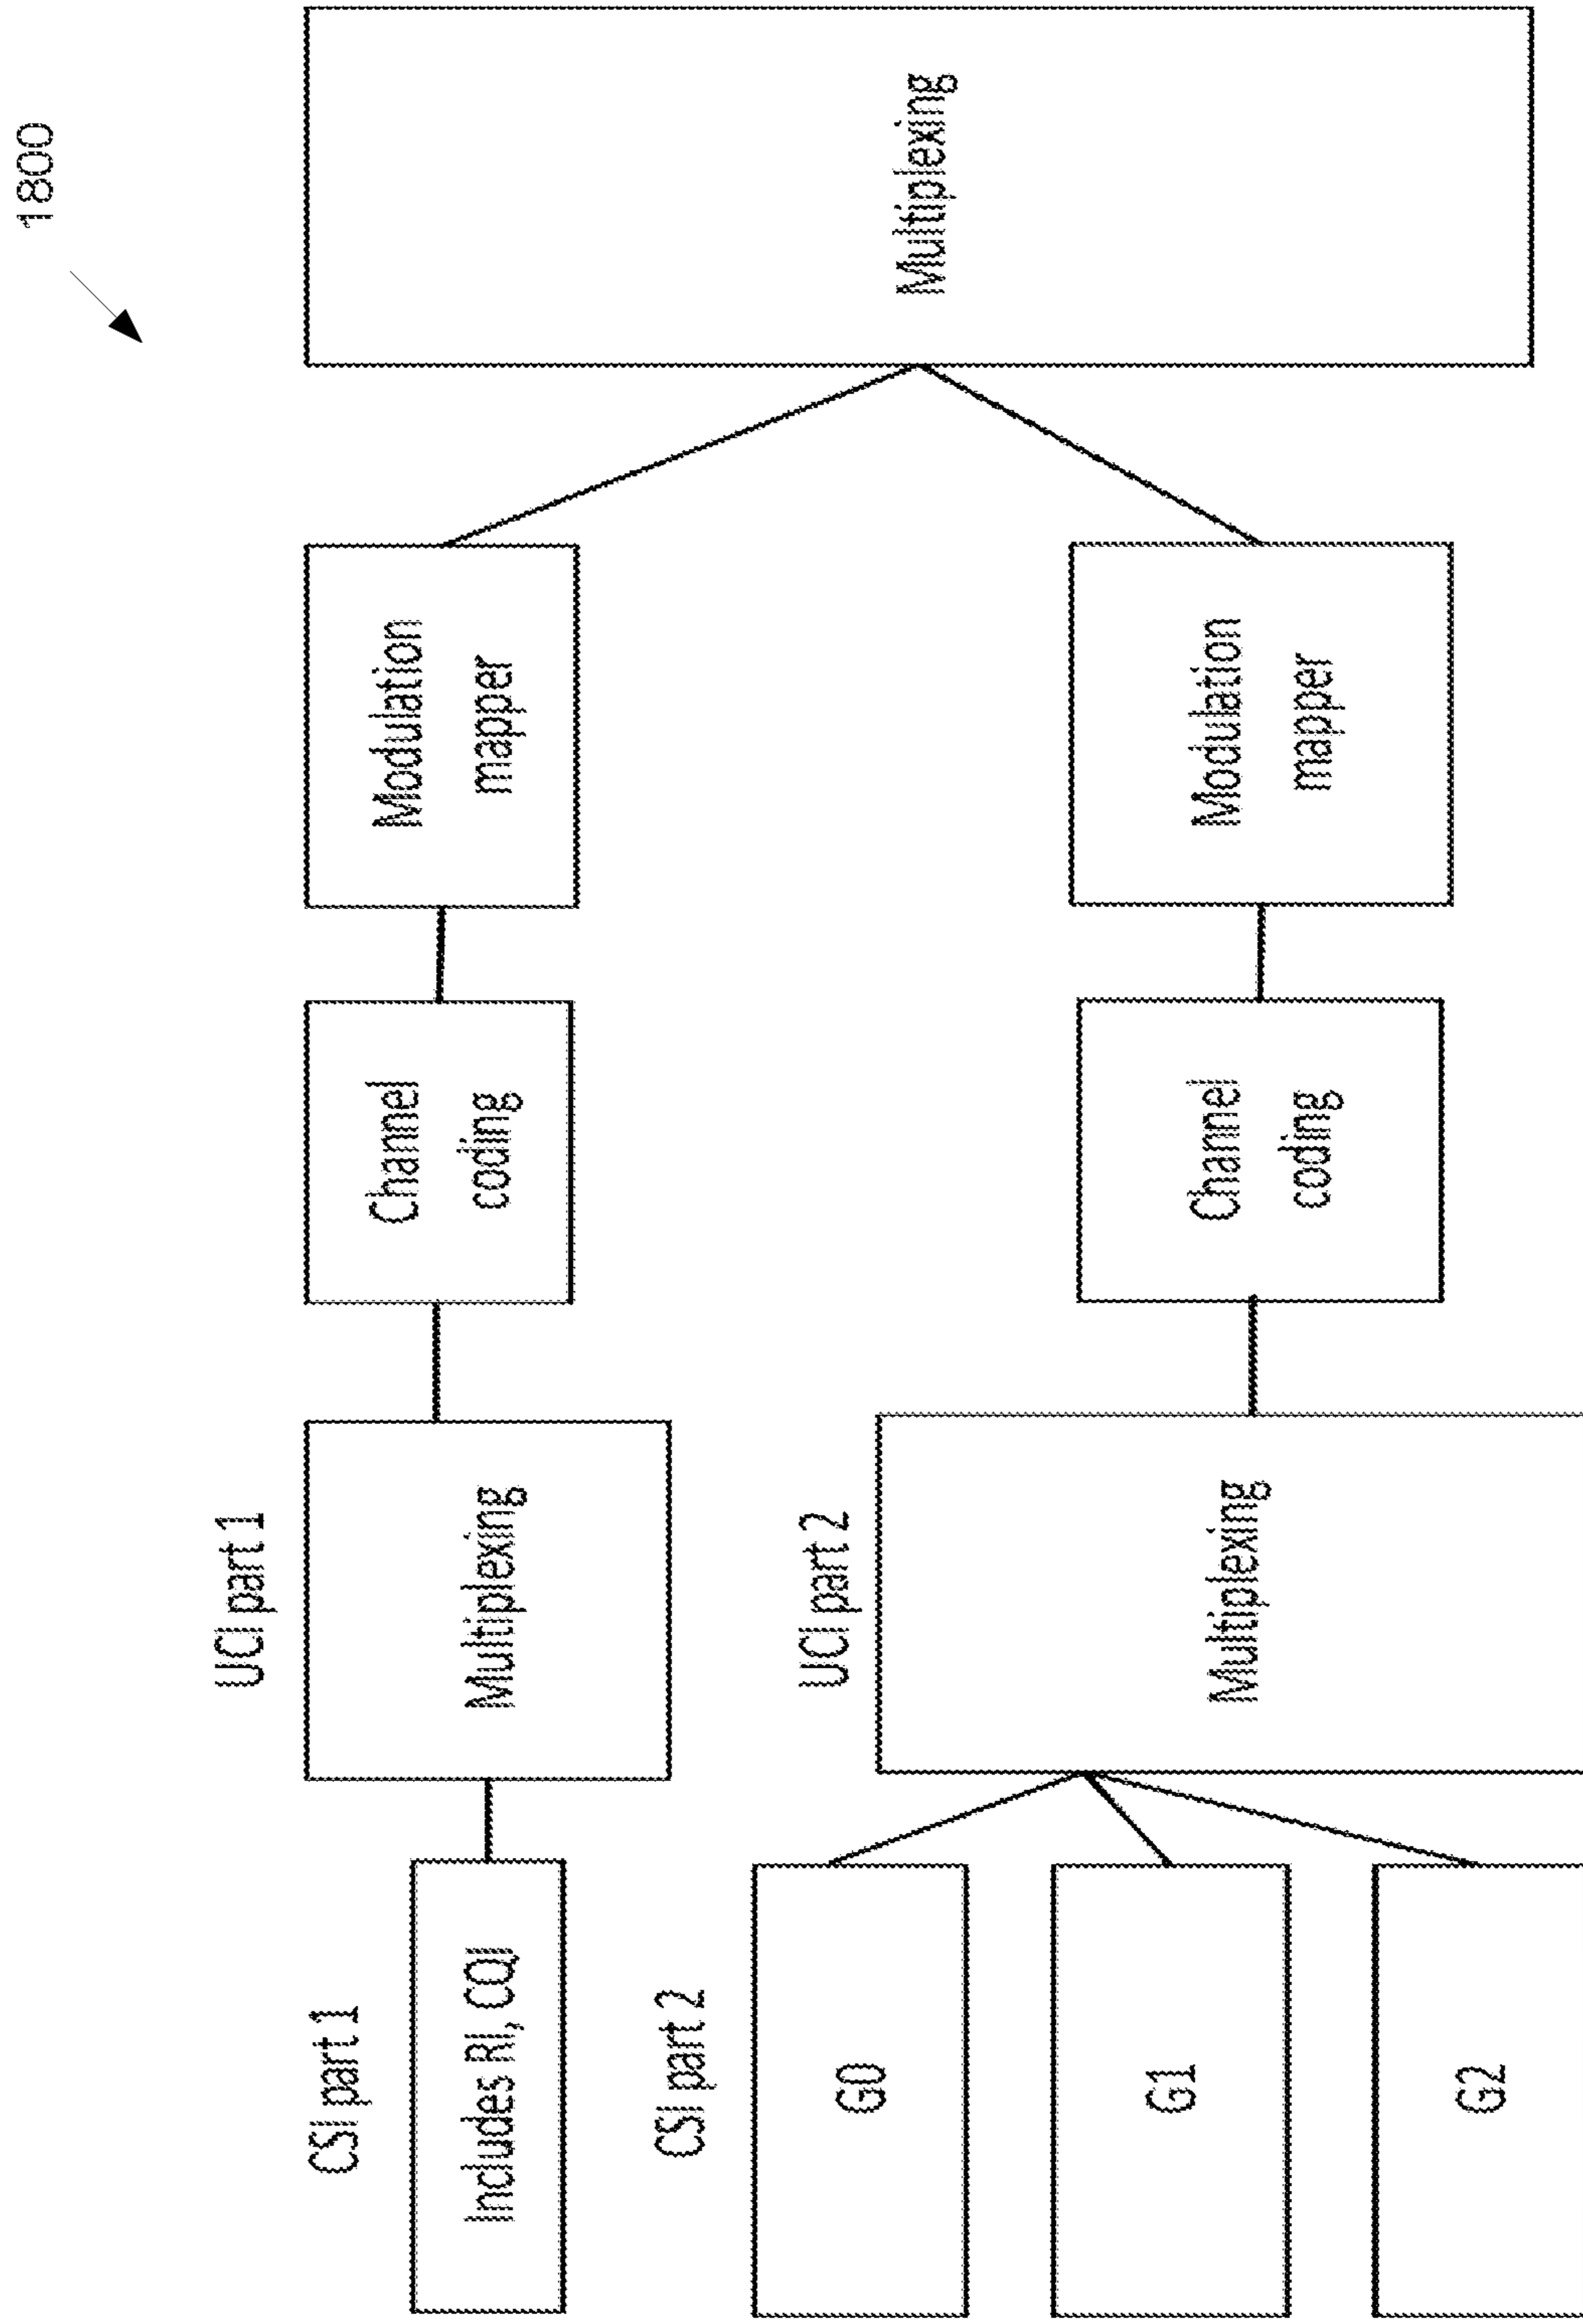 1800
CSI part 1
Includes RI, CQI
UCI part 1
Multiplexing
Channel
coding
Modulation
mapper
CSI part 2
G0
G1
G2
UCI part 2
Multiplexing
Channel
coding
Modulation
mapper
Multiplexing